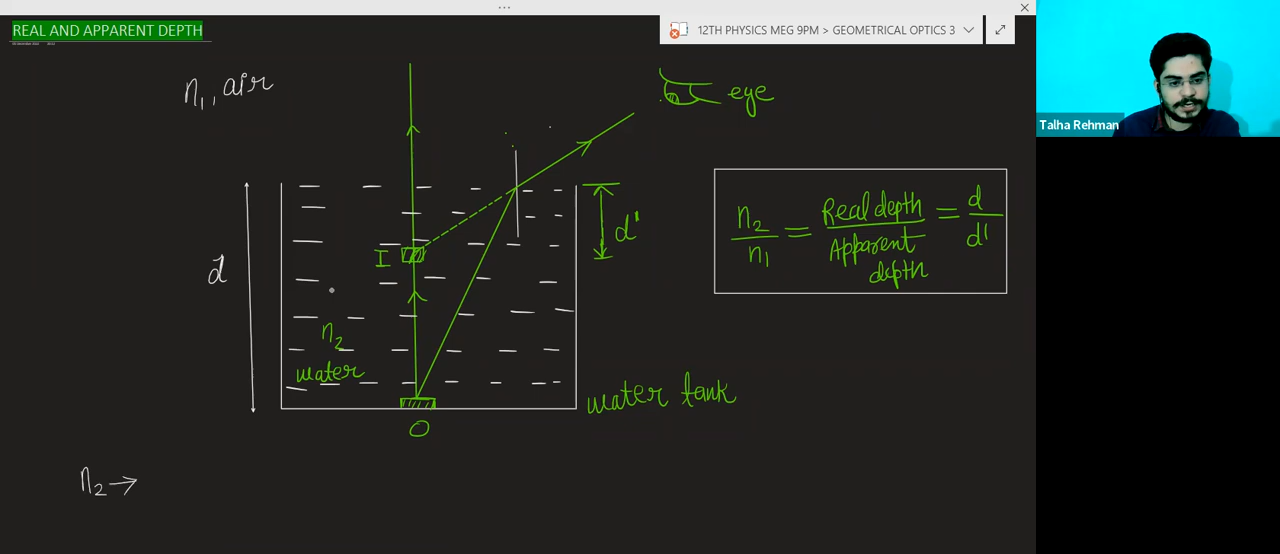 REAL AND APPARENT DEPTH
12TH PHYSICS MEG 9PM > GEOMETRICAL OPTICS 3
Talha Rehman
n₁, air
eye
d
I
d'
n₂/n₁ = Real depth/Apparent depth = d/d'
n₂
water
water tank
O
n₂ →